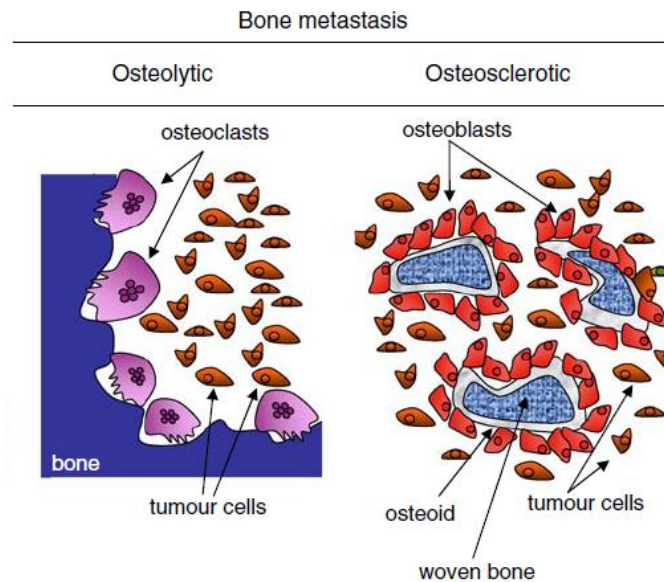 Bone metastasis
Osteolytic
Osteosclerotic
osteoclasts
osteoblasts
bone
tumour cells
osteoid
tumour cells
woven bone